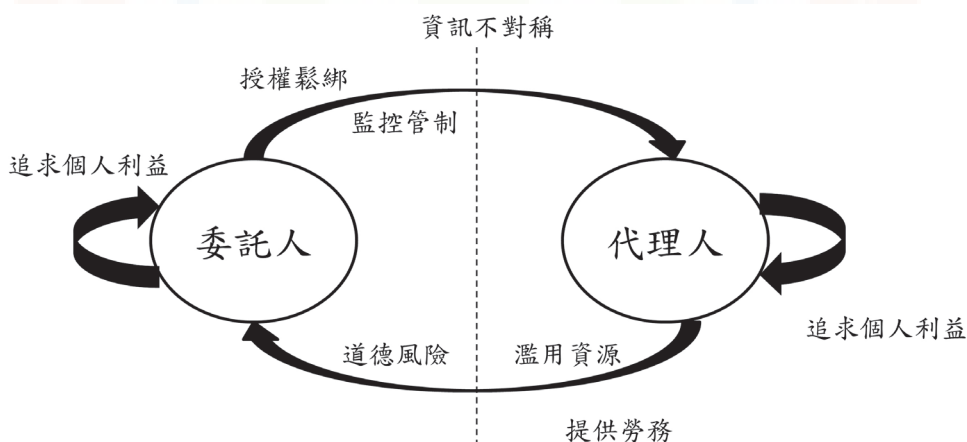 資訊不對稱
授權鬆綁
監控管制
追求個人利益
委託人
代理人
追求個人利益
道德風險
濫用資源
提供勞務